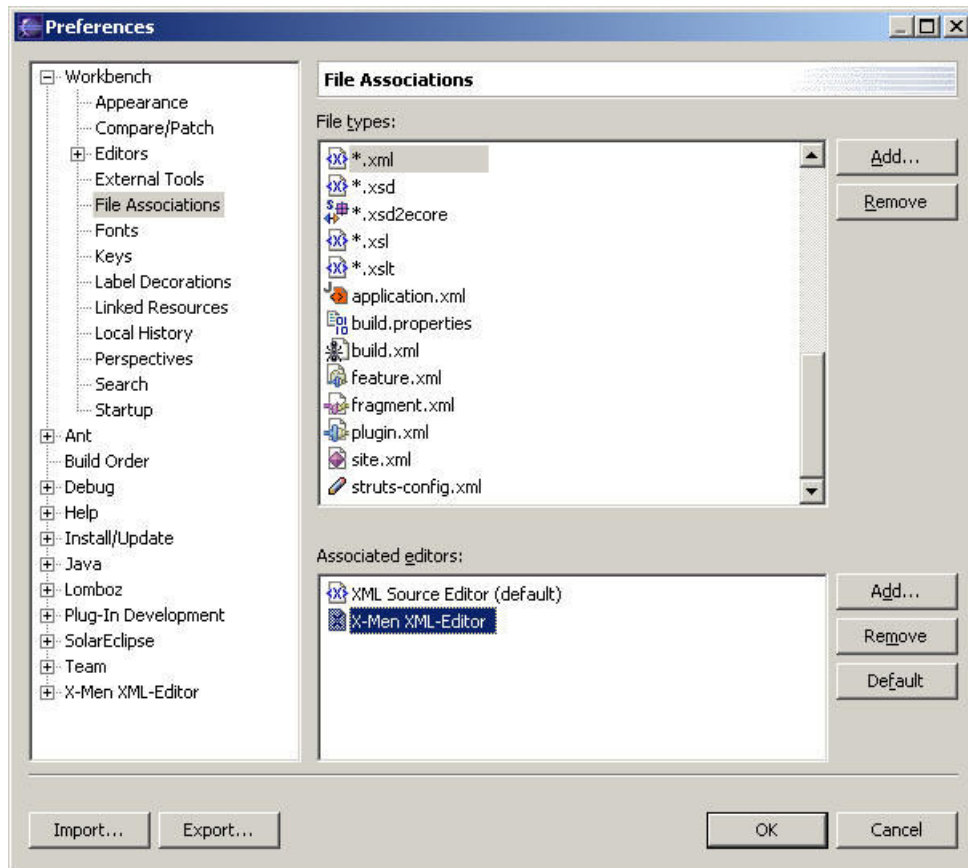 Preferences
Workbench
Appearance
Compare/Patch
Editors
External Tools
File Associations
Fonts
Keys
Label Decorations
Linked Resources
Local History
Perspectives
Search
Startup
Ant
Build Order
Debug
Help
Install/Update
Java
Lomboz
Plug-In Development
SolarEclipse
Team
X-Men XML-Editor
File Associations
File types:
*.xml
*.xsd
*.xsd2ecore
*.xsl
*.xslt
application.xml
build.properties
build.xml
feature.xml
fragment.xml
plugin.xml
site.xml
struts-config.xml
Add...
Remove
Associated editors:
XML Source Editor (default)
X-Men XML-Editor
Add...
Remove
Default
Import...
Export...
OK
Cancel